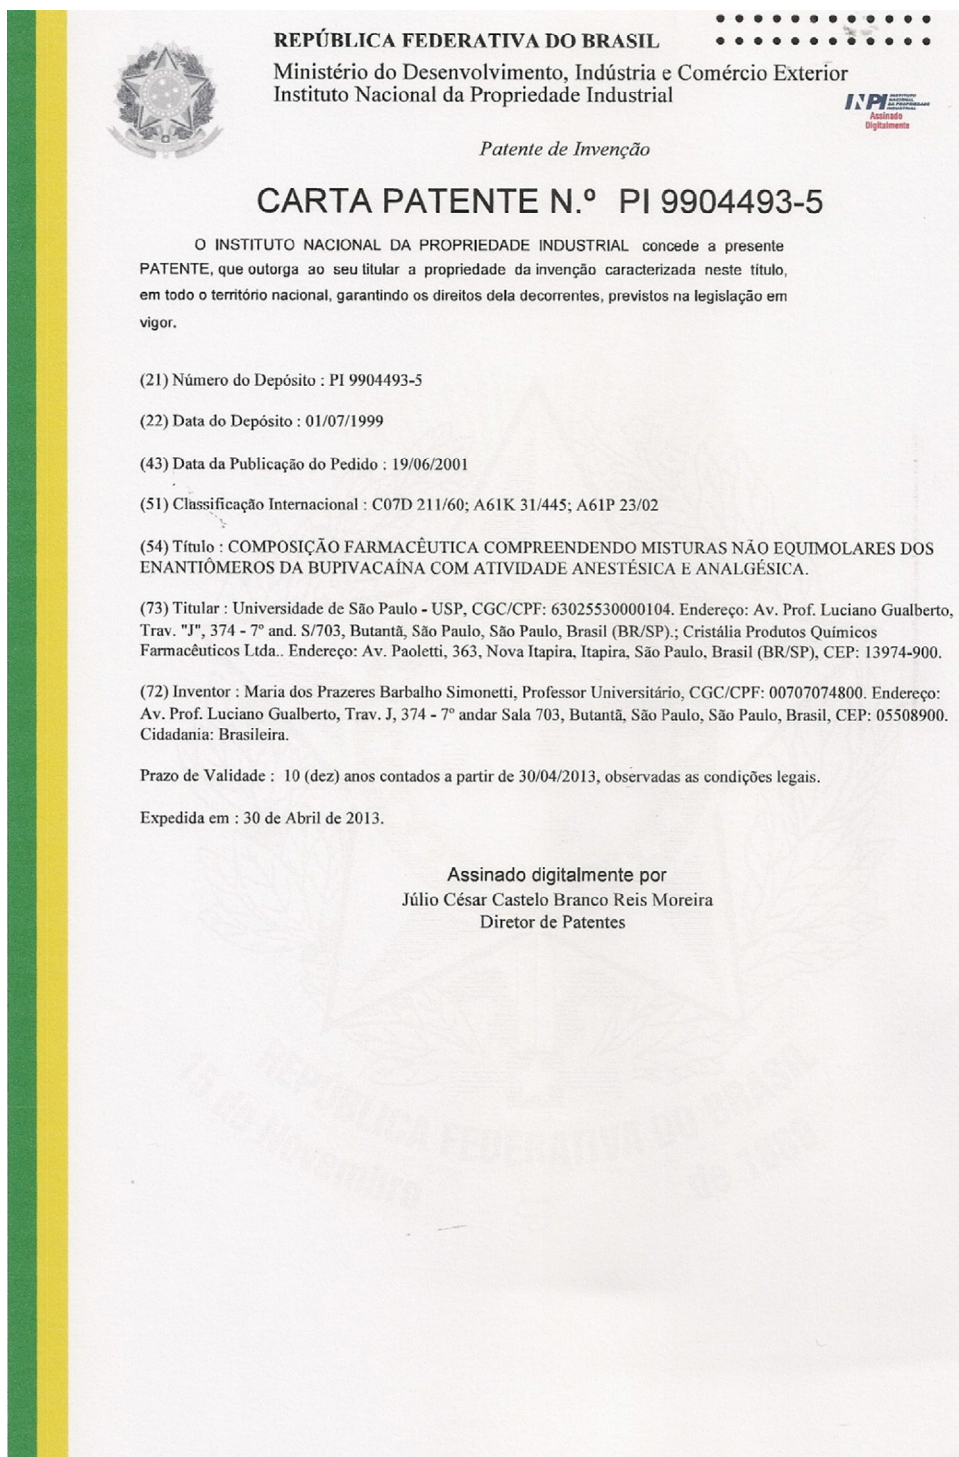 REPÚBLICA FEDERATIVA DO BRASIL
Ministério do Desenvolvimento, Indústria e Comércio Exterior
Instituto Nacional da Propriedade Industrial
INPI INSTITUTO NACIONAL DA PROPRIEDADE INDUSTRIAL
Assinado
Digitalmente
Patente de Invenção
CARTA PATENTE N.º PI 9904493-5
O INSTITUTO NACIONAL DA PROPRIEDADE INDUSTRIAL concede a presente
PATENTE, que outorga ao seu titular a propriedade da invenção caracterizada neste título,
em todo o território nacional, garantindo os direitos dela decorrentes, previstos na legislação em
vigor.
(21) Número do Depósito : PI 9904493-5
(22) Data do Depósito : 01/07/1999
(43) Data da Publicação do Pedido : 19/06/2001
(51) Classificação Internacional : C07D 211/60; A61K 31/445; A61P 23/02
(54) Título : COMPOSIÇÃO FARMACÊUTICA COMPREENDENDO MISTURAS NÃO EQUIMOLARES DOS
ENANTIÔMEROS DA BUPIVACAÍNA COM ATIVIDADE ANESTÉSICA E ANALGÉSICA.
(73) Titular : Universidade de São Paulo - USP, CGC/CPF: 63025530000104. Endereço: Av. Prof. Luciano Gualberto,
Trav. "J", 374 - 7º and. S/703, Butantã, São Paulo, São Paulo, Brasil (BR/SP).; Cristália Produtos Químicos
Farmacêuticos Ltda.. Endereço: Av. Paoletti, 363, Nova Itapira, Itapira, São Paulo, Brasil (BR/SP), CEP: 13974-900.
(72) Inventor : Maria dos Prazeres Barbalho Simonetti, Professor Universitário, CGC/CPF: 00707074800. Endereço:
Av. Prof. Luciano Gualberto, Trav. J, 374 - 7º andar Sala 703, Butantã, São Paulo, São Paulo, Brasil, CEP: 05508900.
Cidadania: Brasileira.
Prazo de Validade : 10 (dez) anos contados a partir de 30/04/2013, observadas as condições legais.
Expedida em : 30 de Abril de 2013.
Assinado digitalmente por
Júlio César Castelo Branco Reis Moreira
Diretor de Patentes
REPÚBLICA FEDERATIVA DO BRASIL
15 de Novembro
de 1889